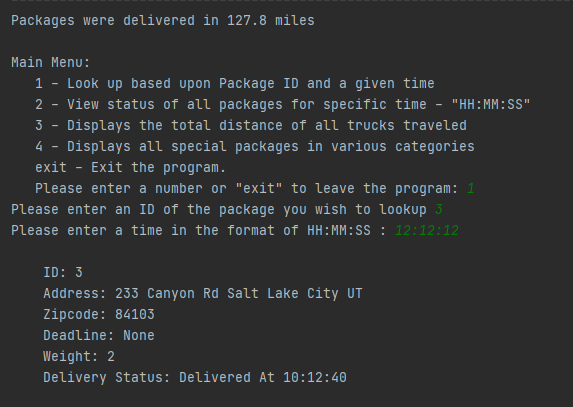 Packages were delivered in 127.8 miles
Main Menu:
1 – Look up based upon Package ID and a given time
2 – View status of all packages for specific time – "HH:MM:SS"
3 – Displays the total distance of all trucks traveled
4 – Displays all special packages in various categories
exit – Exit the program.
Please enter a number or "exit" to leave the program: 1
Please enter an ID of the package you wish to lookup 3
Please enter a time in the format of HH:MM:SS : 12:12:12
ID: 3
Address: 233 Canyon Rd Salt Lake City UT
Zipcode: 84103
Deadline: None
Weight: 2
Delivery Status: Delivered At 10:12:40